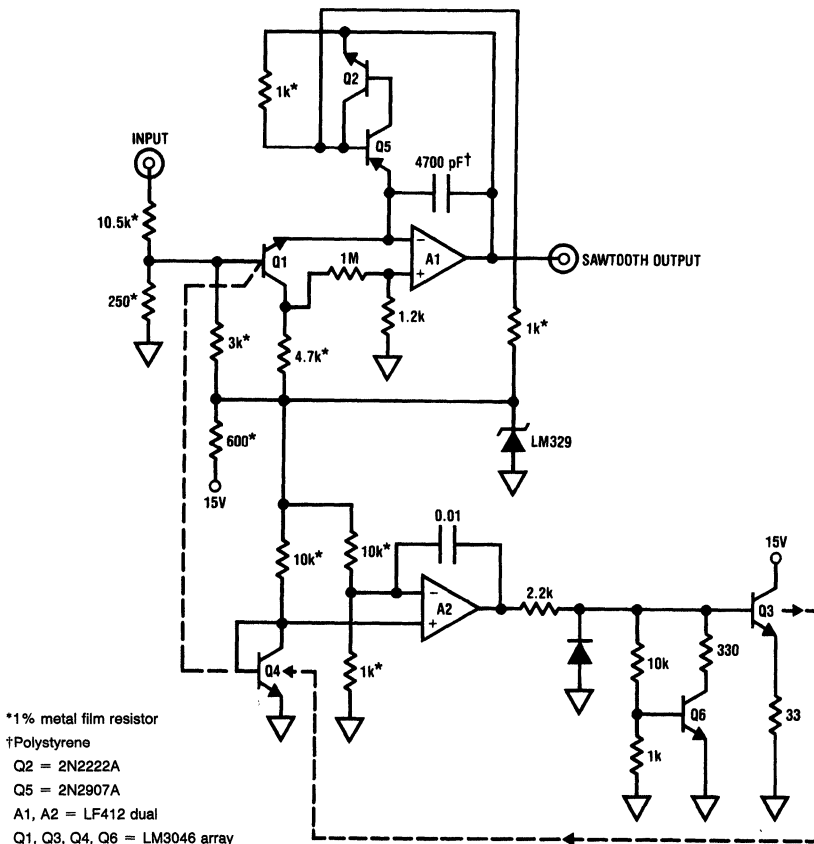 Q2
1k*
INPUT
Q5
4700 pF†
10.5k*
Q1
1M
−
A1
+
SAWTOOTH OUTPUT
250*
3k*
1.2k
1k*
4.7k*
600*
LM329
15V
0.01
10k*
10k*
−
A2
+
2.2k
15V
Q3
Q4
1k*
10k
330
Q6
33
1k
*1% metal film resistor
†Polystyrene
Q2 = 2N2222A
Q5 = 2N2907A
A1, A2 = LF412 dual
Q1, Q3, Q4, Q6 = LM3046 array